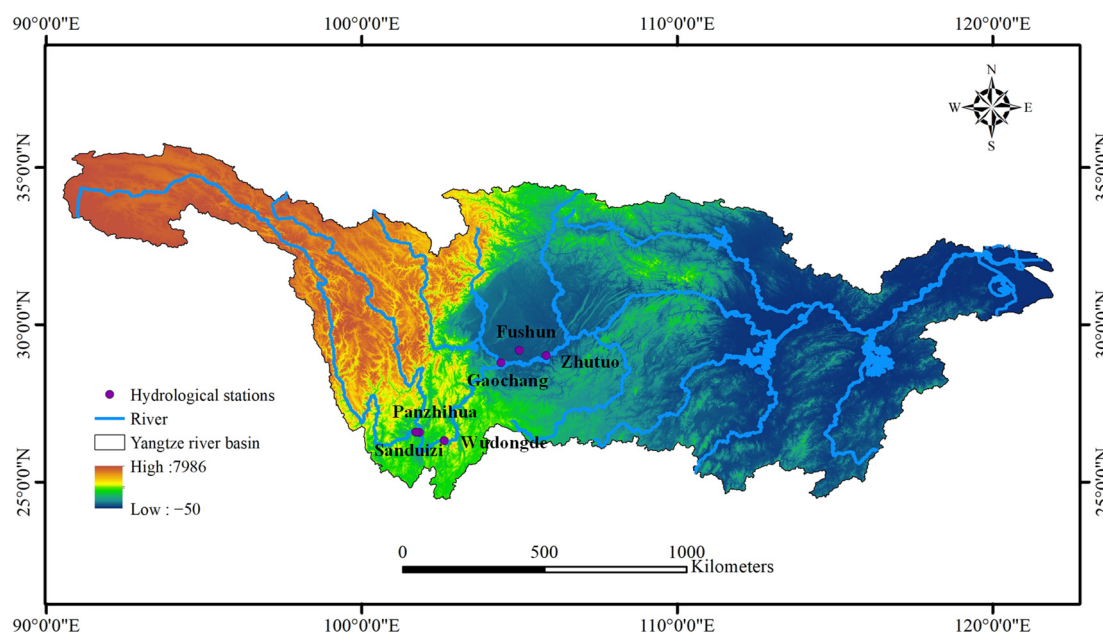 90°0'0"E 100°0'0"E 110°0'0"E 120°0'0"E
N
W E
S
35°0'0"N 35°0'0"N
30°0'0"N 30°0'0"N
Fushun
Zhutuo
Gaochang
Hydrological stations
River
Panzhihua
Yangtze river basin
Sanduizi Wudongde
High :7986
25°0'0"N 25°0'0"N
Low : −50
0 500 1000
Kilometers
90°0'0"E 100°0'0"E 110°0'0"E 120°0'0"E